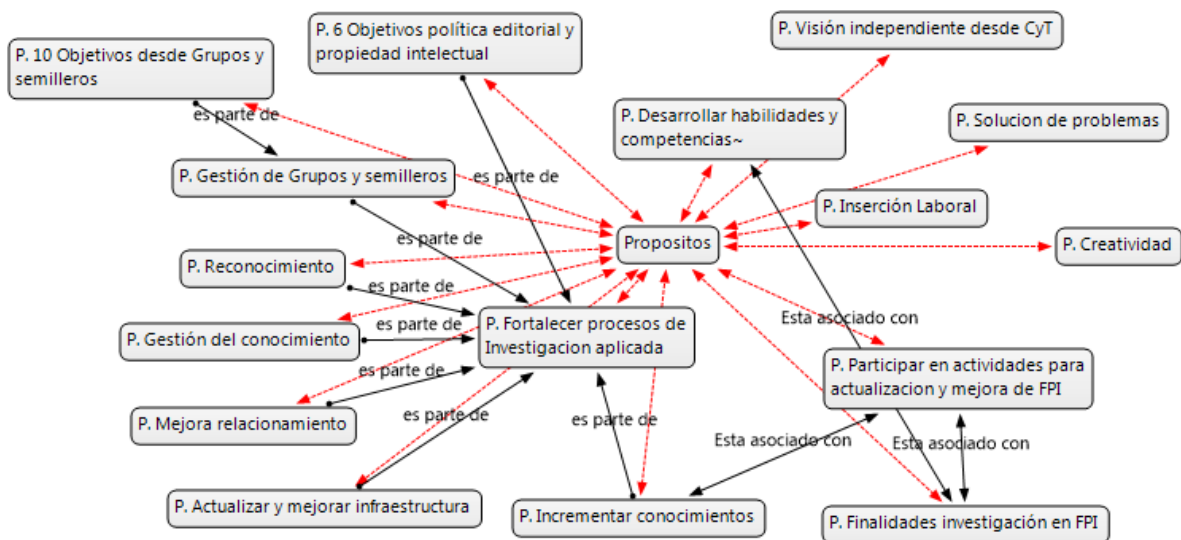 P. 6 Objetivos política editorial y
propiedad intelectual
P. Visión independiente desde CyT
P. 10 Objetivos desde Grupos y
semilleros
es parte de
P. Desarrollar habilidades y
competencias~
P. Solucion de problemas
P. Gestión de Grupos y semilleros
es parte de
P. Inserción Laboral
es parte de
Propositos
P. Creatividad
P. Reconocimiento
es parte de
P. Gestión del conocimiento
es parte de
P. Fortalecer procesos de
Investigacion aplicada
Esta asociado con
es parte de
P. Participar en actividades para
actualizacion y mejora de FPI
P. Mejora relacionamiento
es parte de
es parte de
Esta asociado con
Esta asociado con
P. Actualizar y mejorar infraestructura
P. Incrementar conocimientos
P. Finalidades investigación en FPI